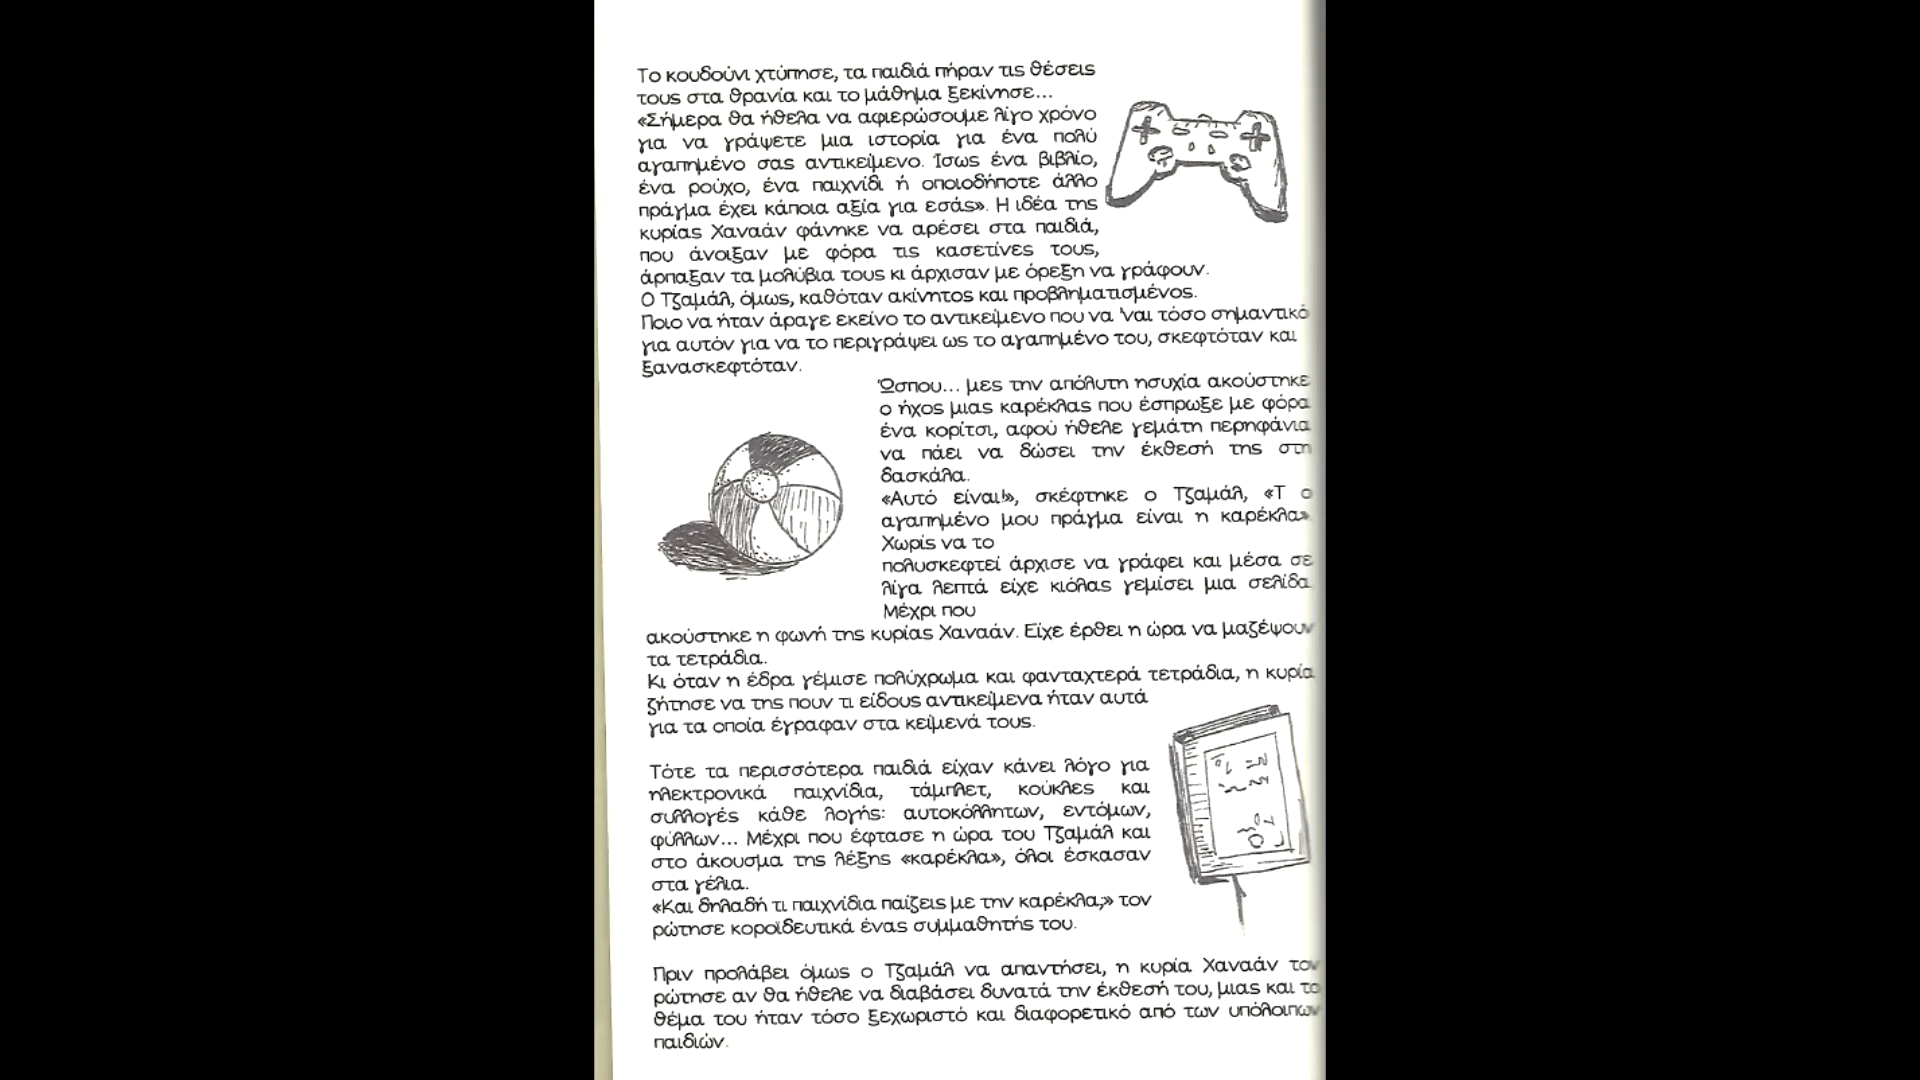 Το κουδούνι χτύπησε, τα παιδιά πήραν τις θέσεις
τους στα θρανία και το μάθημα ξεκίνησε...
«Σήμερα θα ήθελα να αφιερώσουμε λίγο χρόνο
για να γράψετε μια ιστορία για ένα πολύ
αγαπημένο σας αντικείμενο. Ίσως ένα βιβλίο,
ένα ρούχο, ένα παιχνίδι ή οποιοδήποτε άλλο
πράγμα έχει κάποια αξία για εσάς». Η ιδέα της
κυρίας Χαναάν φάνηκε να αρέσει στα παιδιά,
που άνοιξαν με φόρα τις κασετίνες τους,
άρπαξαν τα μολύβια τους κι άρχισαν με όρεξη να γράφουν.
Ο Τζαμάλ, όμως, καθόταν ακίνητος και προβληματισμένος.
Ποιο να ήταν άραγε εκείνο το αντικείμενο που να 'ναι τόσο σημαντικό
για αυτόν για να το περιγράψει ως το αγαπημένο του, σκεφτόταν και
ξανασκεφτόταν.
Ώσπου... μες την απόλυτη ησυχία ακούστηκε
ο ήχος μιας καρέκλας που έσπρωξε με φόρα
ένα κορίτσι, αφού ήθελε γεμάτη περηφάνια
να πάει να δώσει την έκθεσή της στη
δασκάλα.
«Αυτό είναι!», σκέφτηκε ο Τζαμάλ, «Τ ο
αγαπημένο μου πράγμα είναι η καρέκλα».
Χωρίς να το
πολυσκεφτεί άρχισε να γράφει και μέσα σε
λίγα λεπτά είχε κιόλας γεμίσει μια σελίδα.
Μέχρι που
ακούστηκε η φωνή της κυρίας Χαναάν. Είχε έρθει η ώρα να μαζέψουν
τα τετράδια.
Κι όταν η έδρα γέμισε πολύχρωμα και φανταχτερά τετράδια, η κυρία
ζήτησε να της πουν τι είδους αντικείμενα ήταν αυτά
για τα οποία έγραφαν στα κείμενά τους.
Τότε τα περισσότερα παιδιά είχαν κάνει λόγο για
ηλεκτρονικά παιχνίδια, τάμπλετ, κούκλες και
συλλογές κάθε λογής: αυτοκόλλητων, εντόμων,
φύλλων... Μέχρι που έφτασε η ώρα του Τζαμάλ και
στο άκουσμα της λέξης «καρέκλα», όλοι έσκασαν
στα γέλια.
«Και δηλαδή τι παιχνίδια παίζεις με την καρέκλα;» τον
ρώτησε κοροϊδευτικά ένας συμμαθητής του.
Πριν προλάβει όμως ο Τζαμάλ να απαντήσει, η κυρία Χαναάν τον
ρώτησε αν θα ήθελε να διαβάσει δυνατά την έκθεσή του, μιας και το
θέμα του ήταν τόσο ξεχωριστό και διαφορετικό από των υπόλοιπων
παιδιών.